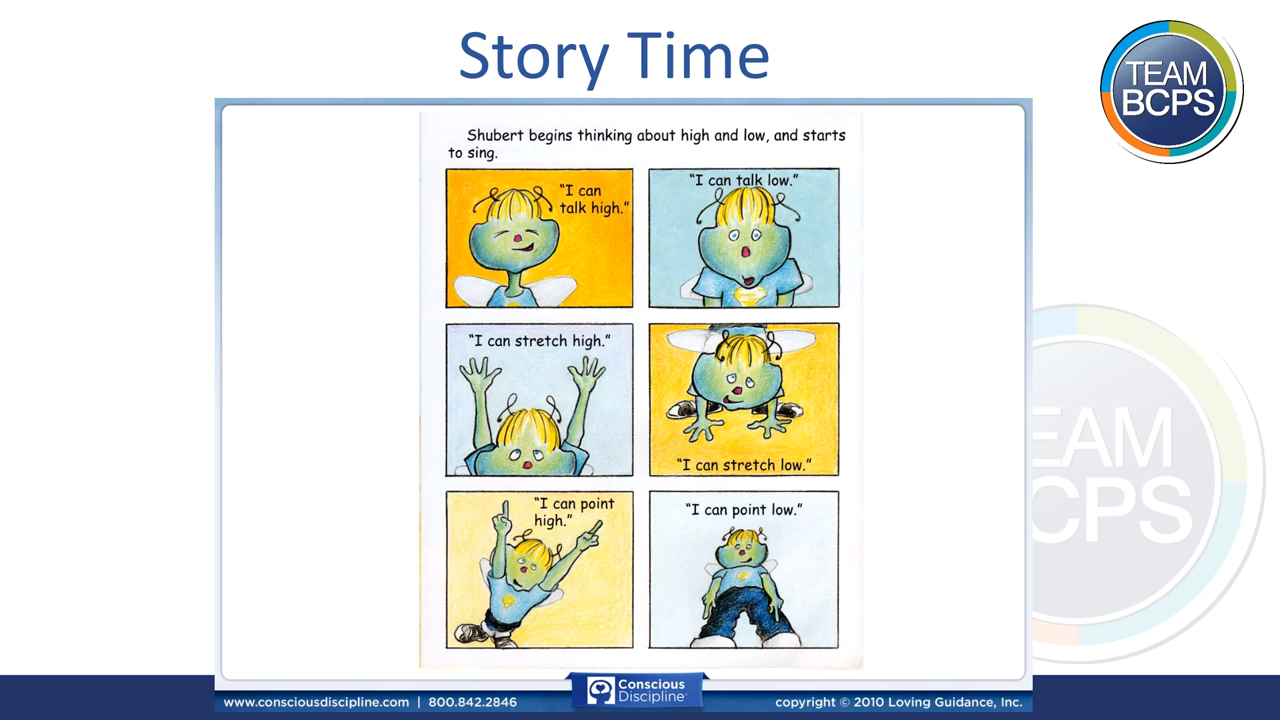 Story Time
TEAM
BCPS
Shubert begins thinking about high and low, and starts
to sing.
“I can
talk high.”
“I can talk low.”
“I can stretch high.”
“I can stretch low.”
“I can point
high.”
“I can point low.”
EAM
CPS
www.consciousdiscipline.com | 800.842.2846
Conscious
Discipline®
copyright © 2010 Loving Guidance, Inc.